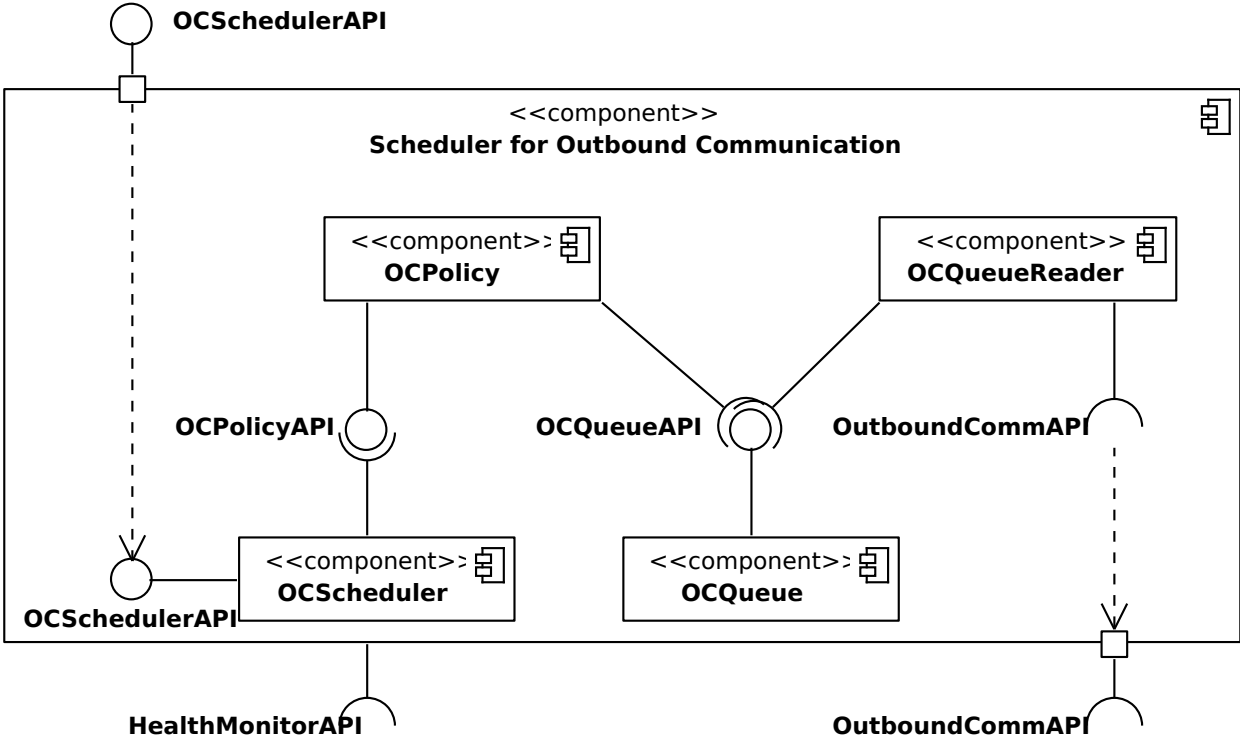 OCSchedulerAPI
<<component>>
Scheduler for Outbound Communication
<<component>>
OCPolicy
<<component>>
OCQueueReader
OCPolicyAPI
OCQueueAPI
OutboundCommAPI
<<component>>
OCScheduler
<<component>>
OCQueue
OCSchedulerAPI
HealthMonitorAPI
OutboundCommAPI